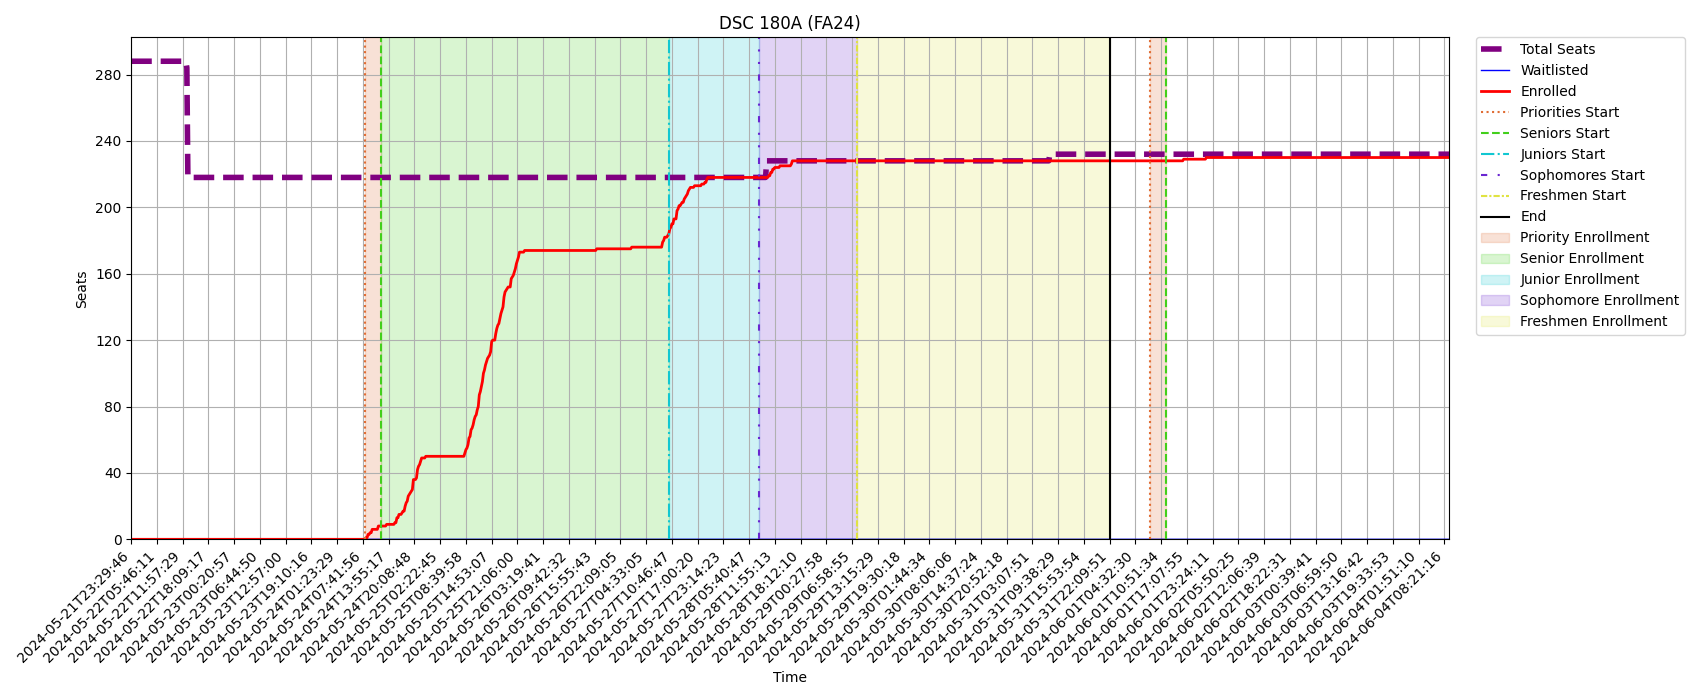 DSC 180A (FA24)
280
240
200
160
120
80
40
0
Seats
2024-05-21T23:29:46
2024-05-22T05:46:11
2024-05-22T11:57:29
2024-05-22T18:09:17
2024-05-23T00:20:57
2024-05-23T06:44:50
2024-05-23T12:57:00
2024-05-23T19:10:16
2024-05-24T01:23:29
2024-05-24T07:41:56
2024-05-24T13:55:17
2024-05-24T20:08:48
2024-05-25T02:22:45
2024-05-25T08:39:58
2024-05-25T14:53:07
2024-05-25T21:06:00
2024-05-26T03:19:41
2024-05-26T09:42:32
2024-05-26T15:55:43
2024-05-26T22:09:05
2024-05-27T04:33:05
2024-05-27T10:46:47
2024-05-27T17:00:20
2024-05-27T23:14:23
2024-05-28T05:40:47
2024-05-28T11:55:13
2024-05-28T18:12:10
2024-05-29T00:27:58
2024-05-29T06:58:55
2024-05-29T13:15:29
2024-05-29T19:30:18
2024-05-30T01:44:34
2024-05-30T08:06:06
2024-05-30T14:37:24
2024-05-30T20:52:18
2024-05-31T03:07:51
2024-05-31T09:38:29
2024-05-31T15:53:54
2024-05-31T22:09:51
2024-06-01T04:32:30
2024-06-01T10:51:34
2024-06-01T17:07:55
2024-06-01T23:24:11
2024-06-02T05:50:25
2024-06-02T12:06:39
2024-06-02T18:22:31
2024-06-03T00:39:41
2024-06-03T06:59:50
2024-06-03T13:16:42
2024-06-03T19:33:53
2024-06-04T01:51:10
2024-06-04T08:21:16
Time
Total Seats
Waitlisted
Enrolled
Priorities Start
Seniors Start
Juniors Start
Sophomores Start
Freshmen Start
End
Priority Enrollment
Senior Enrollment
Junior Enrollment
Sophomore Enrollment
Freshmen Enrollment